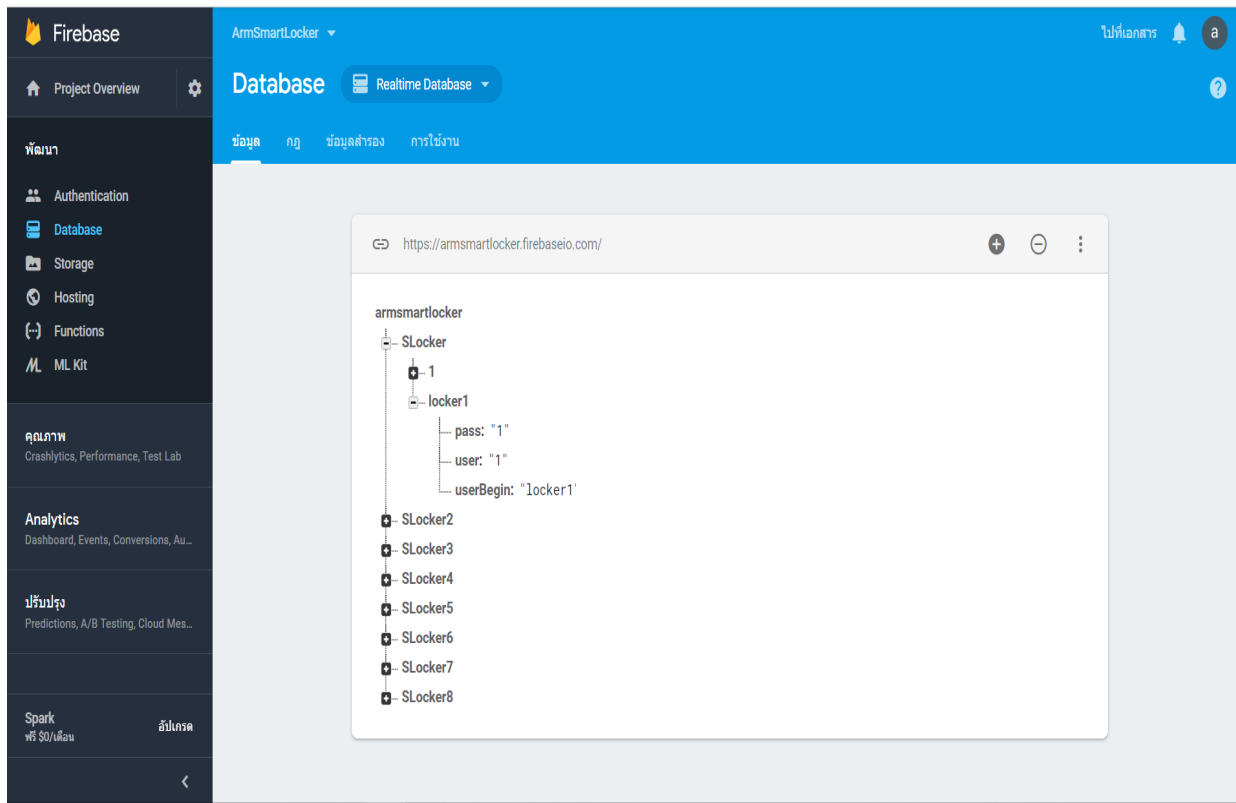 Firebase
Project Overview
พัฒนา
Authentication
Database
Storage
Hosting
Functions
ML Kit
คุณภาพ
Crashlytics, Performance, Test Lab
Analytics
Dashboard, Events, Conversions, Au...
ปรับปรุง
Predictions, A/B Testing, Cloud Mes...
Spark
ฟรี $0/เดือน
อัปเกรด
ArmSmartLocker
ไปที่เอกสาร
a
Database
Realtime Database
?
ข้อมูล กฎ ข้อมูลสำรอง การใช้งาน
https://armsmartlocker.firebaseio.com/
armsmartlocker
SLocker
1
locker1
pass: "1"
user: "1"
userBegin: "locker1'
SLocker2
SLocker3
SLocker4
SLocker5
SLocker6
SLocker7
SLocker8